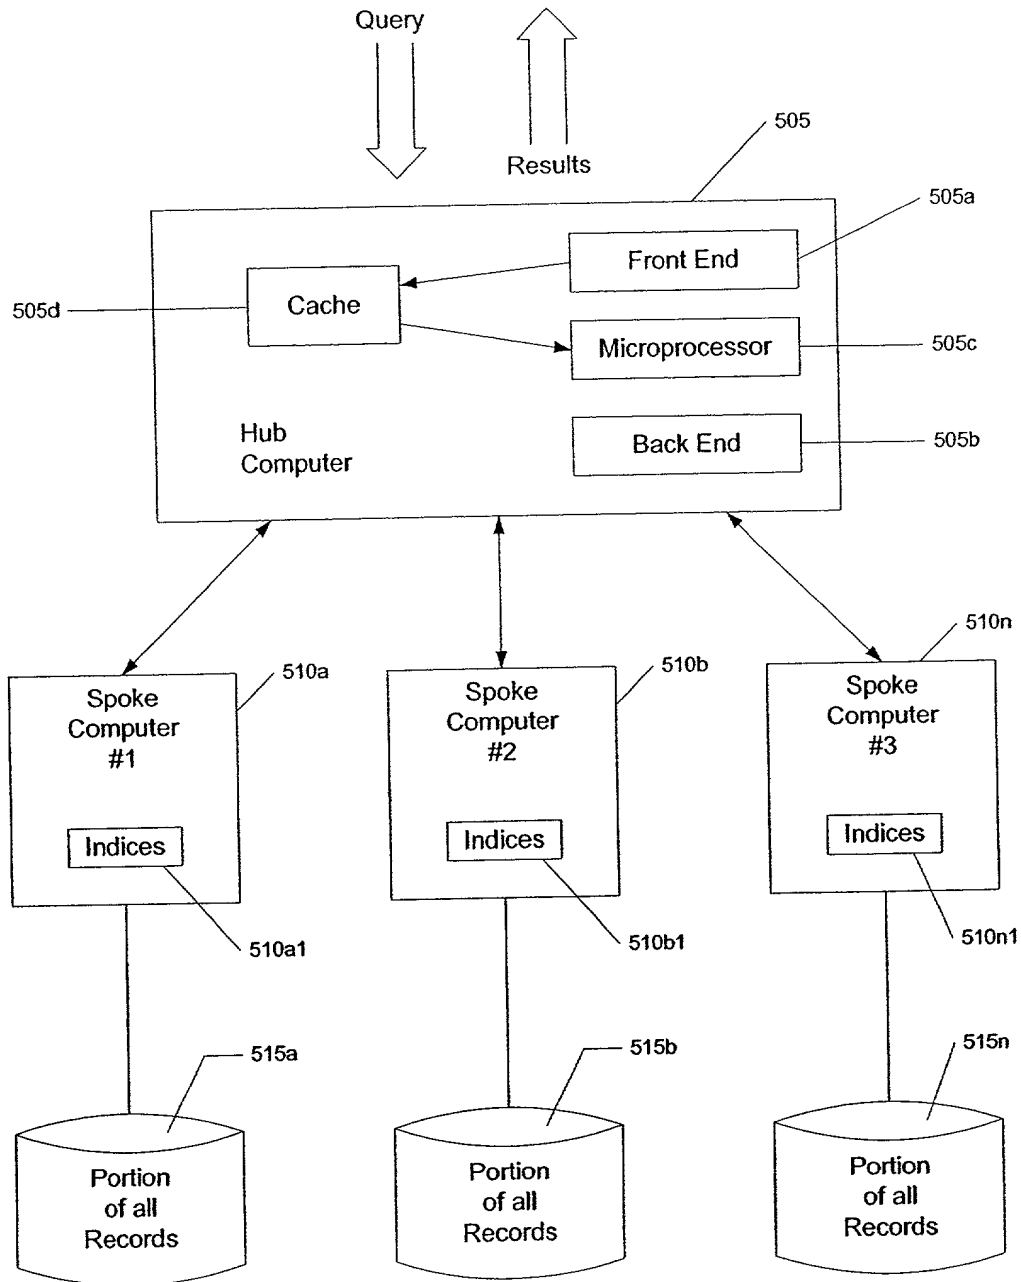 Query
Results
505
505a
Front End
Cache
505d
Microprocessor
505c
Hub
Computer
Back End
505b
510a
Spoke
Computer
#1
Indices
510a1
510b
Spoke
Computer
#2
Indices
510b1
510n
Spoke
Computer
#3
Indices
510n1
515a
Portion
of all
Records
515b
Portion
of all
Records
515n
Portion
of all
Records